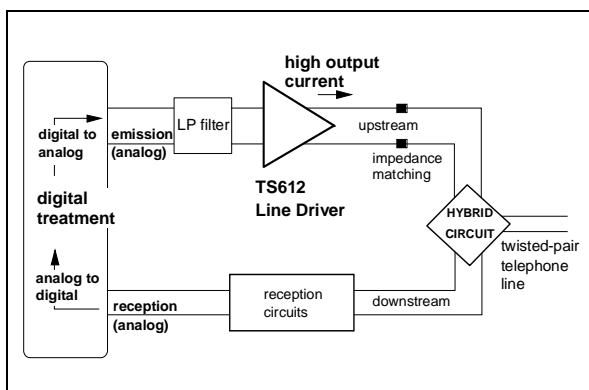 high output
current
LP filter
digital to
analog
emission
(analog)
upstream
impedance
matching
TS612
Line Driver
digital
treatment
HYBRID
CIRCUIT
twisted-pair
telephone
line
analog to
digital
reception
(analog)
reception
circuits
downstream